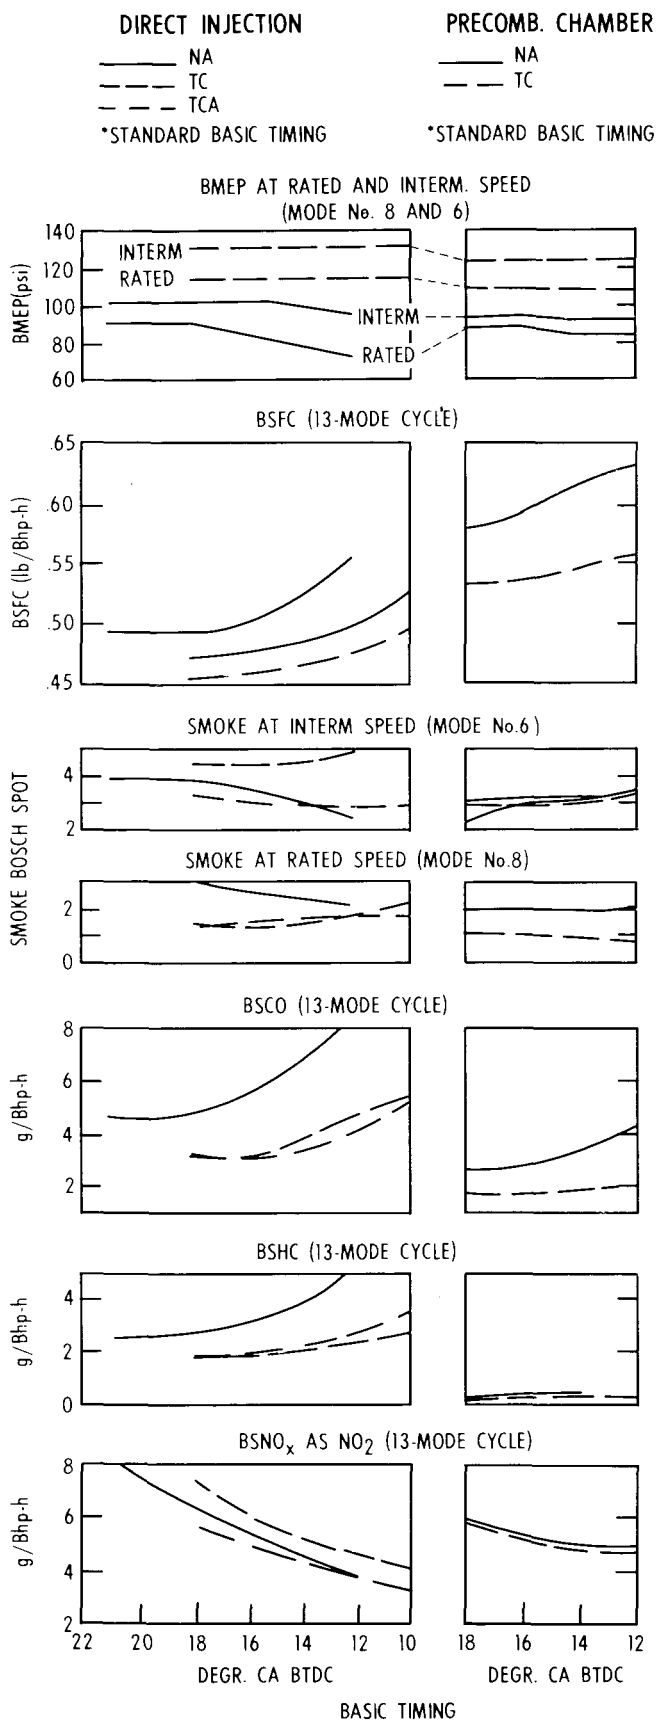 DIRECT INJECTION
PRECOMB. CHAMBER
NA
TC
TCA
NA
TC
*STANDARD BASIC TIMING
*STANDARD BASIC TIMING
BMEP AT RATED AND INTERM. SPEED
(MODE No. 8 AND 6)
BMEP(psi)
140
120
100
80
60
INTERM
RATED
INTERM
RATED
BSFC (13-MODE CYCLE)
BSFC (lb/Bhp-h)
.65
.60
.55
.50
.45
SMOKE AT INTERM SPEED (MODE No.6)
SMOKE BOSCH SPOT
4
2
SMOKE AT RATED SPEED (MODE No.8)
2
0
BSCO (13-MODE CYCLE)
g/Bhp-h
8
6
4
2
BSHC (13-MODE CYCLE)
g/Bhp-h
4
2
0
BSNOx AS NO2 (13-MODE CYCLE)
g/Bhp-h
8
6
4
2
22 20 18 16 14 12 10
18 16 14 12
DEGR. CA BTDC
DEGR. CA BTDC
BASIC TIMING